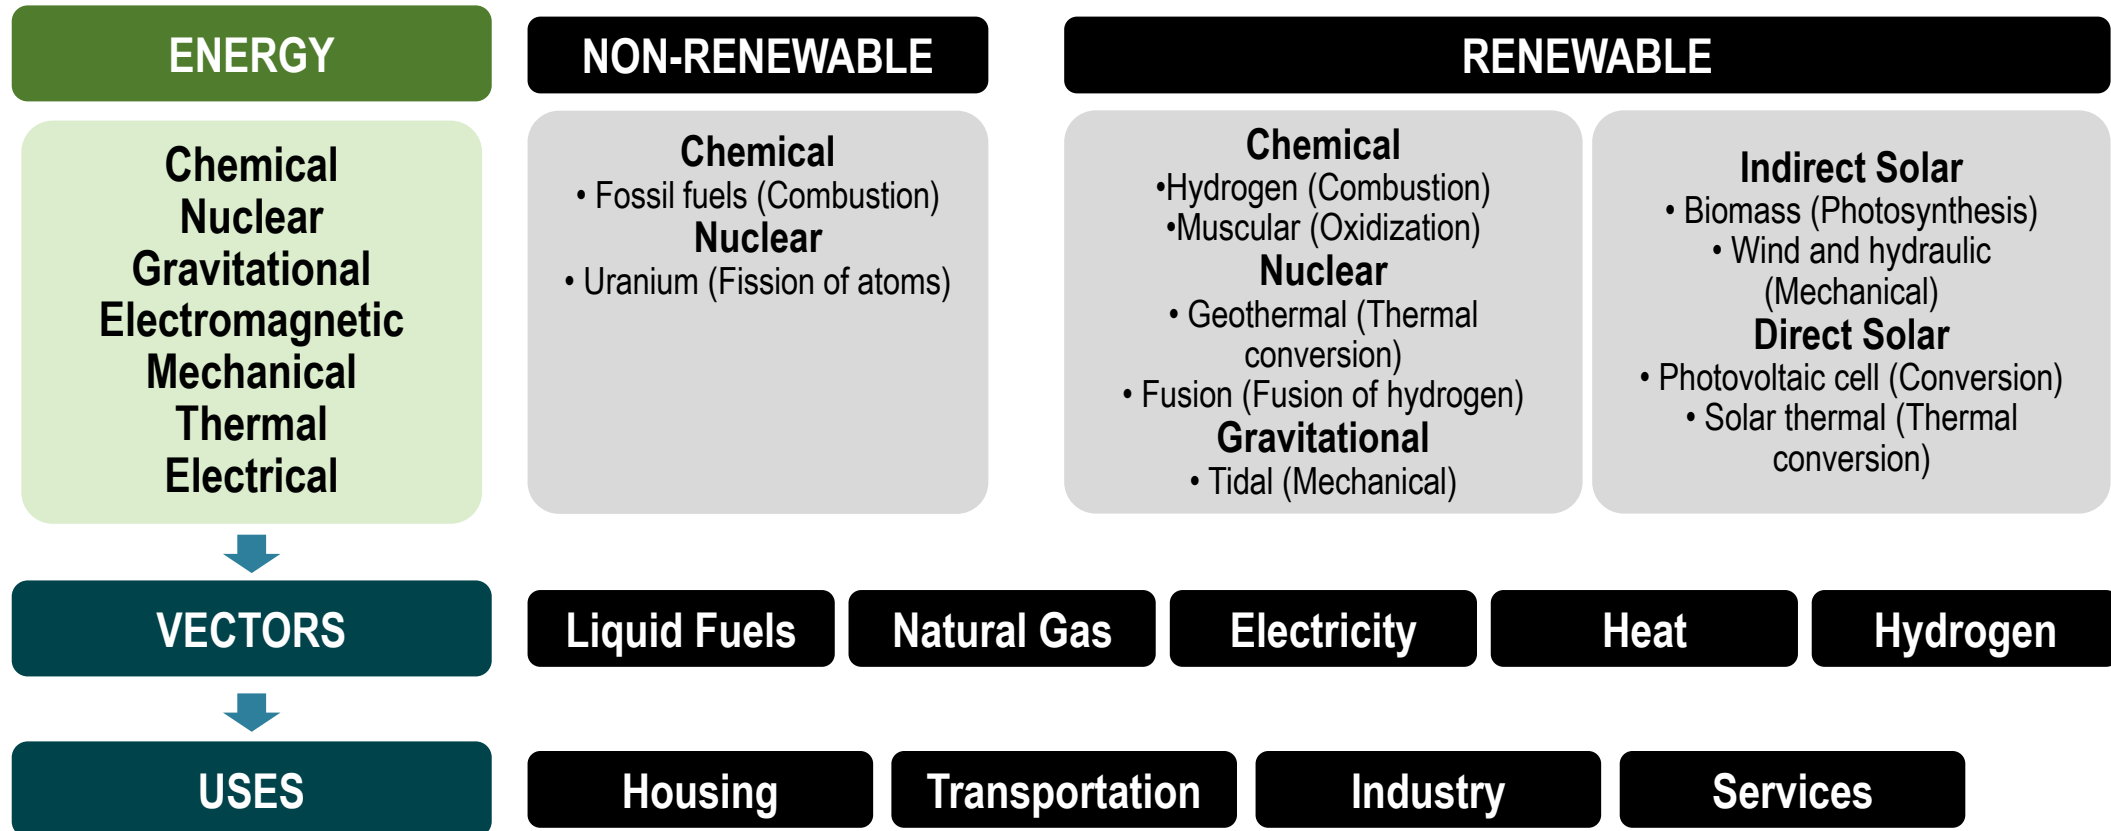 ENERGY
Chemical
Nuclear
Gravitational
Electromagnetic
Mechanical
Thermal
Electrical
NON-RENEWABLE
Chemical
• Fossil fuels (Combustion)
Nuclear
• Uranium (Fission of atoms)
RENEWABLE
Chemical
•Hydrogen (Combustion)
•Muscular (Oxidization)
Nuclear
• Geothermal (Thermal
conversion)
• Fusion (Fusion of hydrogen)
Gravitational
• Tidal (Mechanical)
Indirect Solar
• Biomass (Photosynthesis)
• Wind and hydraulic
(Mechanical)
Direct Solar
• Photovoltaic cell (Conversion)
• Solar thermal (Thermal
conversion)
VECTORS
Liquid Fuels
Natural Gas
Electricity
Heat
Hydrogen
USES
Housing
Transportation
Industry
Services